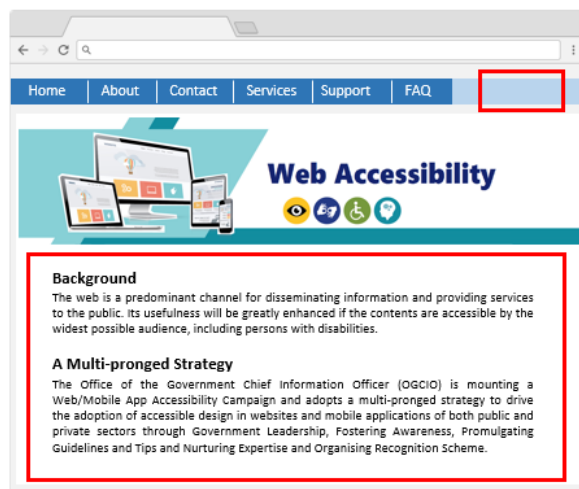 Home About Contact Services Support FAQ
Web Accessibility
Background
The web is a predominant channel for disseminating information and providing services
to the public. Its usefulness will be greatly enhanced if the contents are accessible by the
widest possible audience, including persons with disabilities.
A Multi-pronged Strategy
The Office of the Government Chief Information Officer (OGCIO) is mounting a
Web/Mobile App Accessibility Campaign and adopts a multi-pronged strategy to drive
the adoption of accessible design in websites and mobile applications of both public and
private sectors through Government Leadership, Fostering Awareness, Promulgating
Guidelines and Tips and Nurturing Expertise and Organising Recognition Scheme.